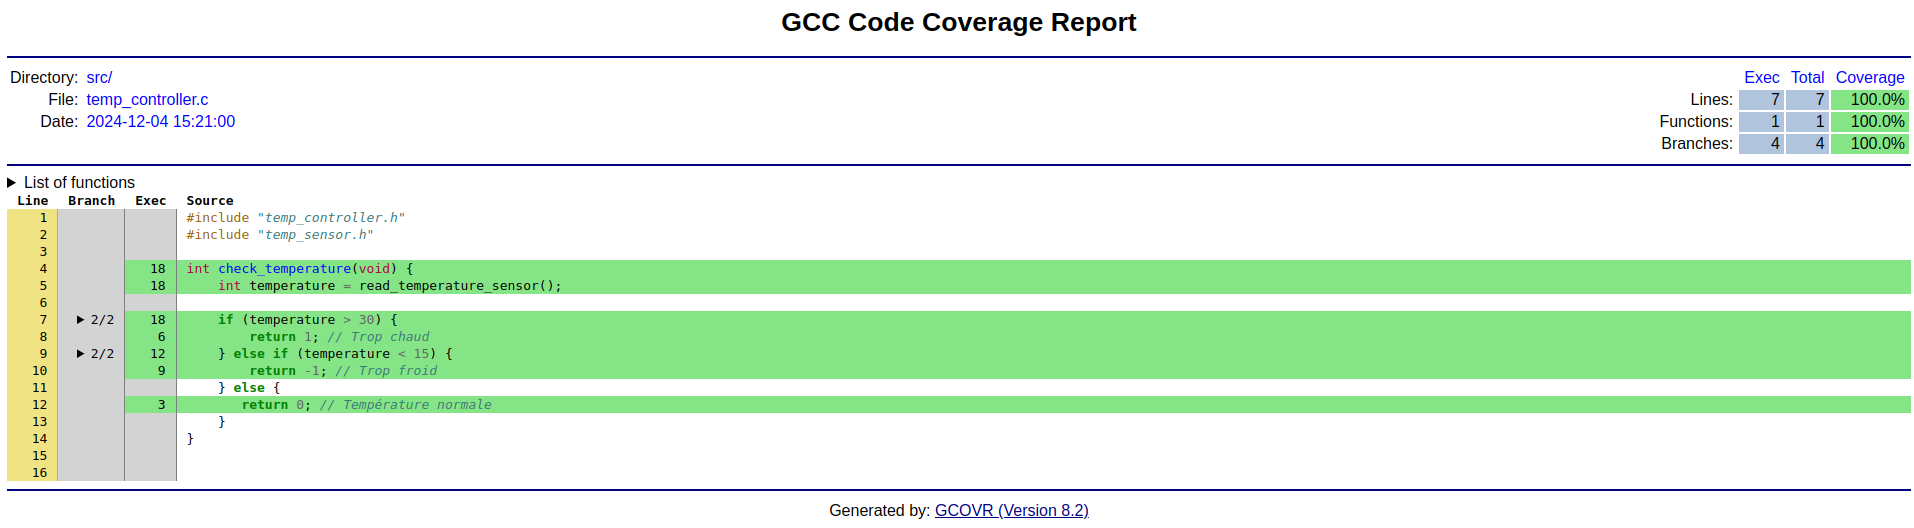 GCC Code Coverage Report
Directory: src/
File: temp_controller.c
Date: 2024-12-04 15:21:00
Exec Total Coverage
Lines: 7 7 100.0%
Functions: 1 1 100.0%
Branches: 4 4 100.0%
▶ List of functions
Line Branch Exec Source
1 #include "temp_controller.h"
2 #include "temp_sensor.h"
3
4 18 int check_temperature(void) {
5 18 int temperature = read_temperature_sensor();
6
7 ▶ 2/2 18 if (temperature > 30) {
8 6 return 1; // Trop chaud
9 ▶ 2/2 12 } else if (temperature < 15) {
10 9 return -1; // Trop froid
11 } else {
12 3 return 0; // Température normale
13 }
14 }
15
16
Generated by: GCOVR (Version 8.2)